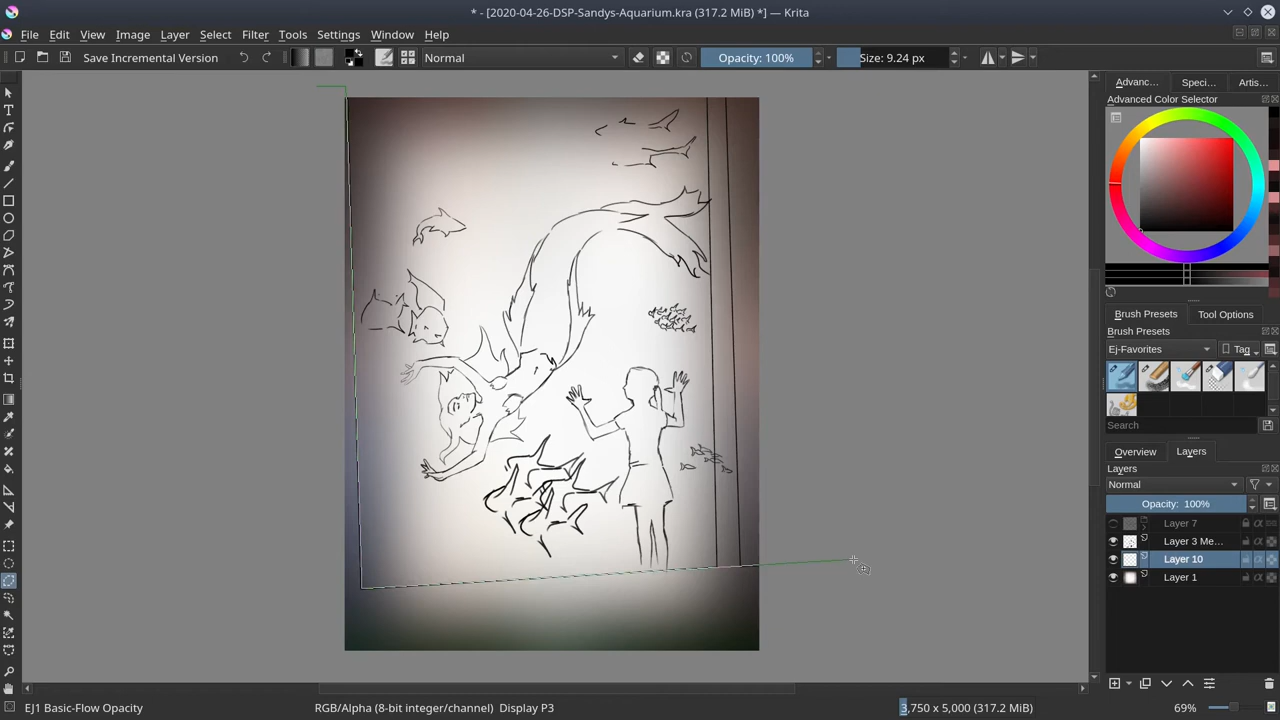 * - [2020-04-26-DSP-Sandys-Aquarium.kra (317.2 MiB) *] — Krita
File Edit View Image Layer Select Filter Tools Settings Window Help
Save Incremental Version Normal Opacity: 100% Size: 9.24 px
Advanc... Speci... Artis...
Advanced Color Selector
Brush Presets Tool Options
Brush Presets
Ej-Favorites Tag
Search
Overview Layers
Layers
Normal
Opacity: 100%
Layer 7
Layer 3 Me...
Layer 10
Layer 1
EJ1 Basic-Flow Opacity RGB/Alpha (8-bit integer/channel) Display P3 3,750 x 5,000 (317.2 MiB) 69%